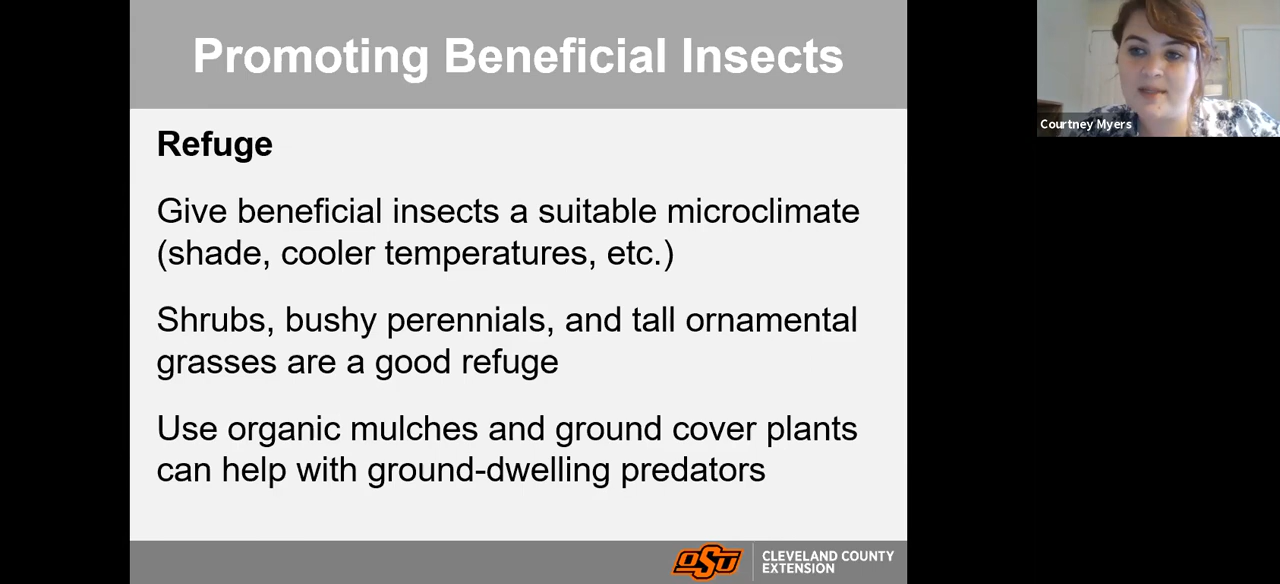 Promoting Beneficial Insects
Courtney Myers
Refuge
Give beneficial insects a suitable microclimate
(shade, cooler temperatures, etc.)
Shrubs, bushy perennials, and tall ornamental
grasses are a good refuge
Use organic mulches and ground cover plants
can help with ground-dwelling predators
OSU
CLEVELAND COUNTY
EXTENSION